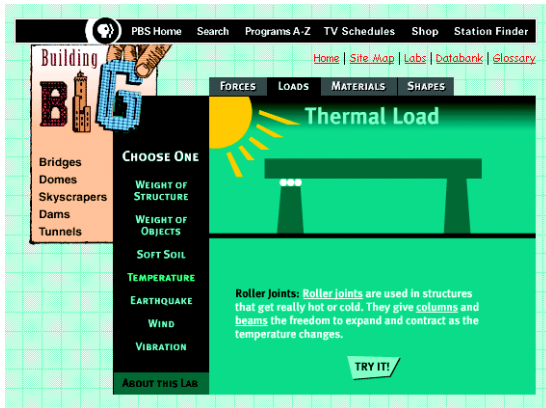 PBS Home Search Programs A-Z TV Schedules Shop Station Finder
Building
BIG
Home | Site Map | Labs | Databank | Glossary
FORCES LOADS MATERIALS SHAPES
Thermal Load
Bridges
Domes
Skyscrapers
Dams
Tunnels
CHOOSE ONE
WEIGHT OF
STRUCTURE
WEIGHT OF
OBJECTS
SOFT SOIL
TEMPERATURE
EARTHQUAKE
WIND
VIBRATION
ABOUT THIS LAB
Roller Joints: Roller joints are used in structures
that get really hot or cold. They give columns and
beams the freedom to expand and contract as the
temperature changes.
TRY IT!